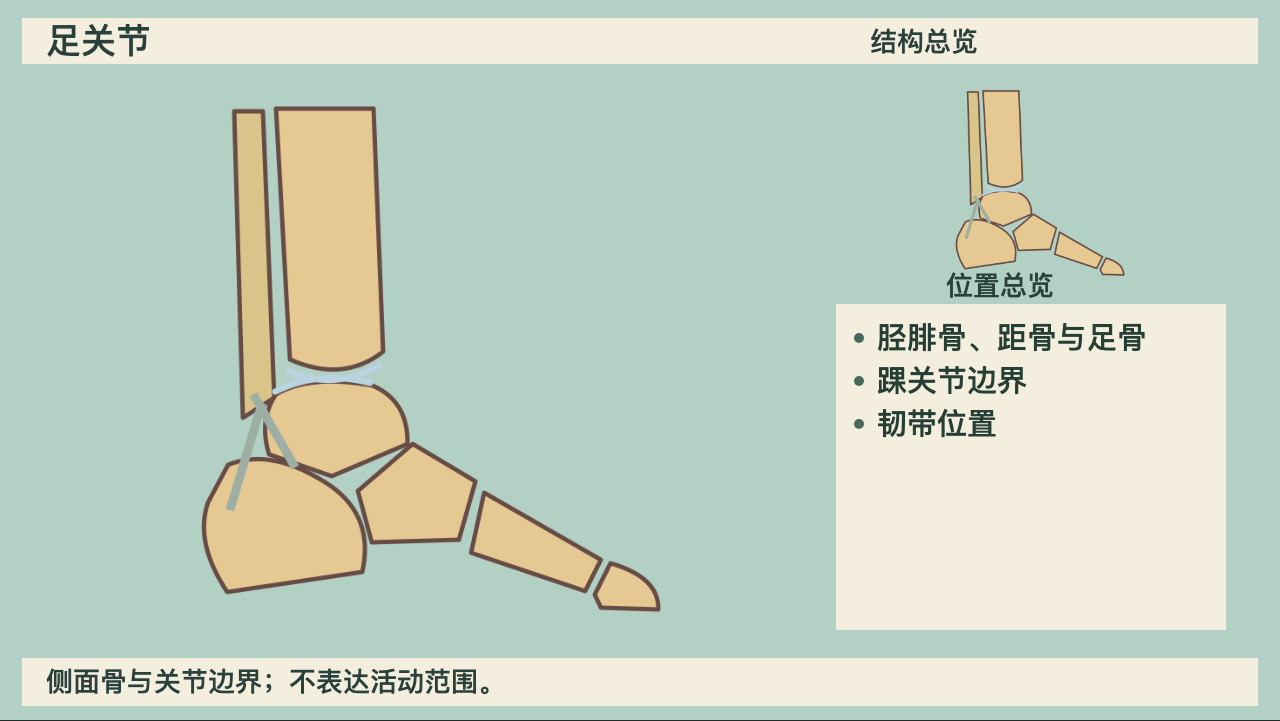 足关节
结构总览
位置总览
胫腓骨、距骨与足骨
踝关节边界
韧带位置
侧面骨与关节边界；不表达活动范围。